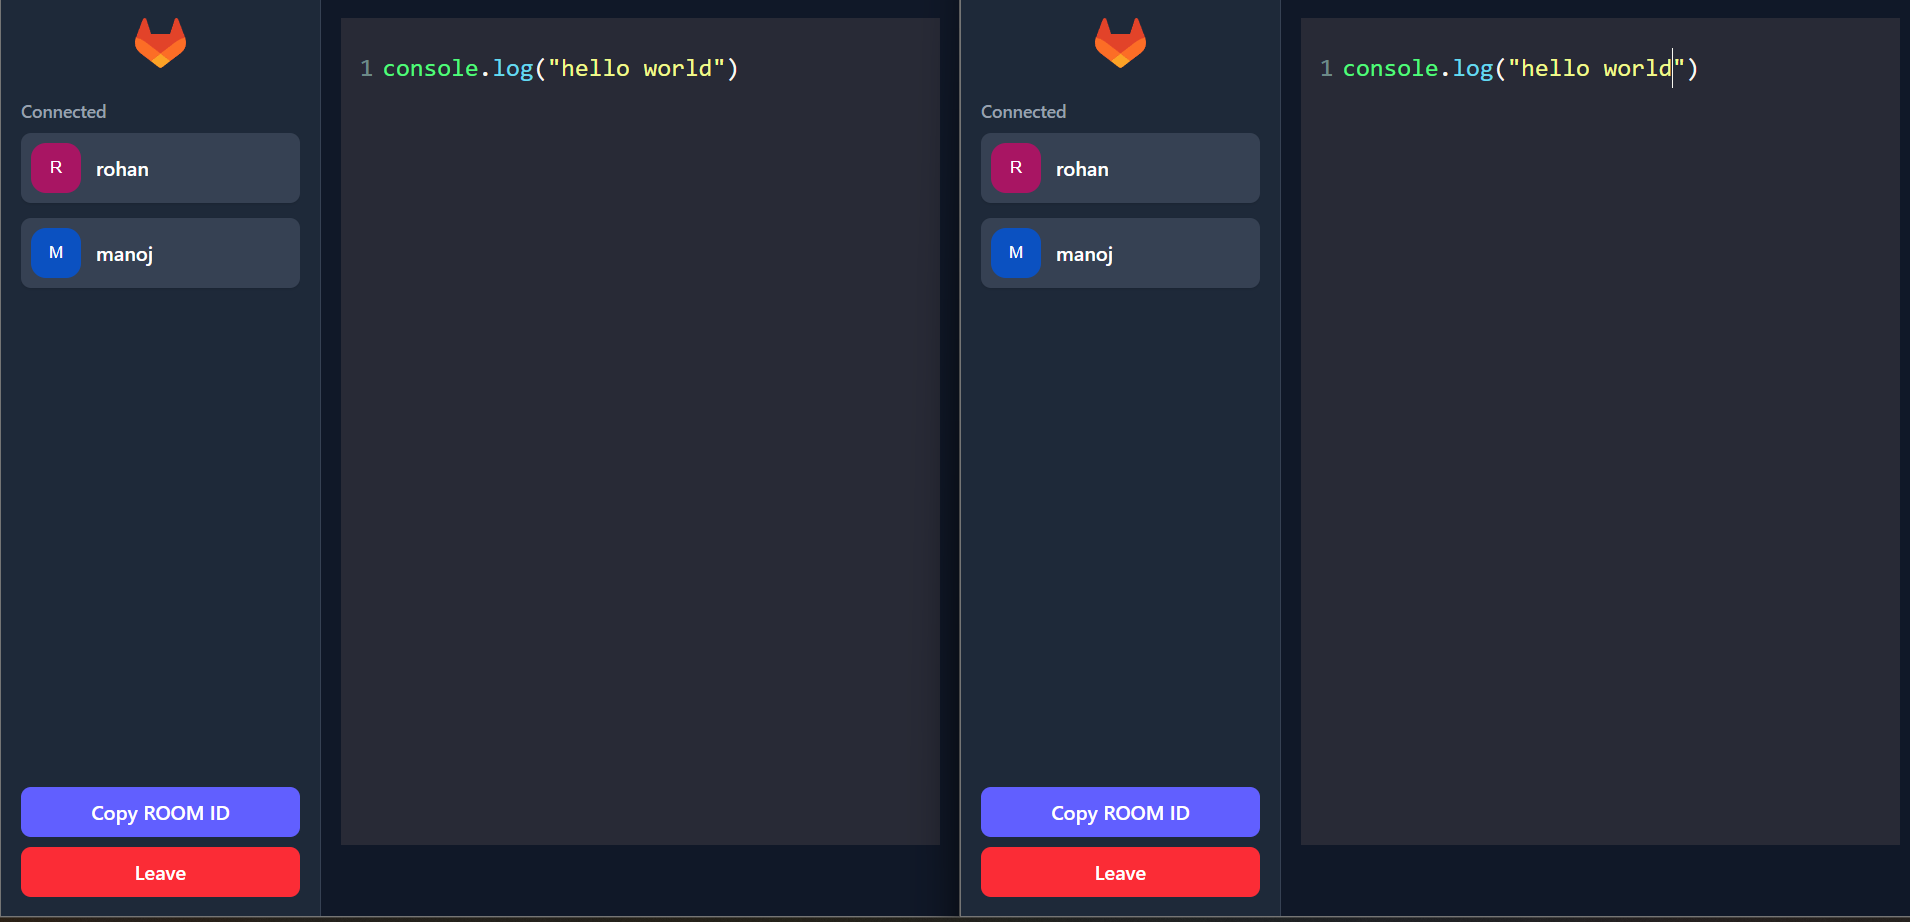 Connected
R rohan
M manoj
Copy ROOM ID
Leave
1 console.log("hello world")
Connected
R rohan
M manoj
Copy ROOM ID
Leave
1 console.log("hello world")